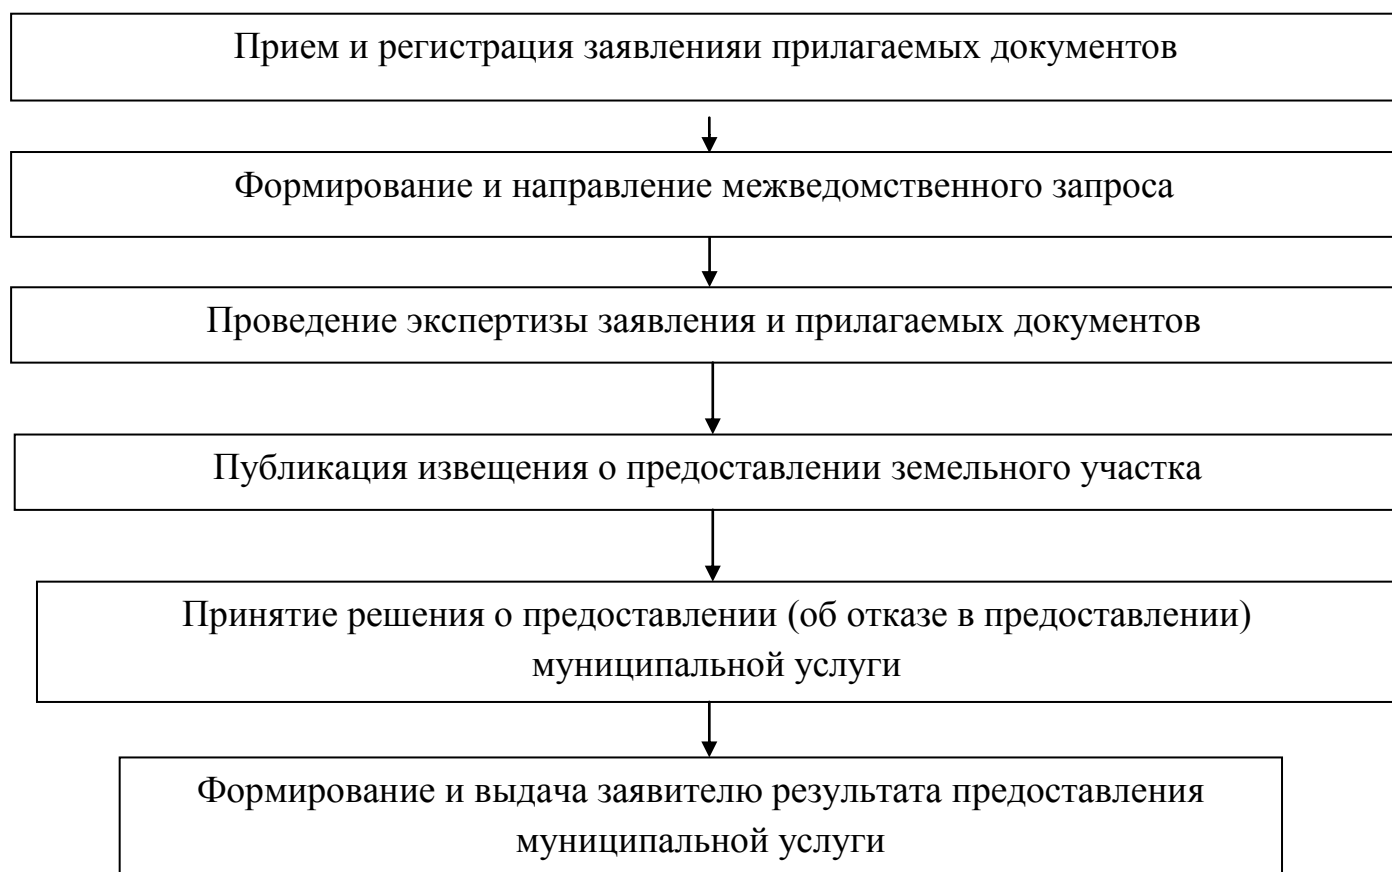 Прием и регистрация заявленияи прилагаемых документов
Формирование и направление межведомственного запроса
Проведение экспертизы заявления и прилагаемых документов
Публикация извещения о предоставлении земельного участка
Принятие решения о предоставлении (об отказе в предоставлении)
муниципальной услуги
Формирование и выдача заявителю результата предоставления
муниципальной услуги